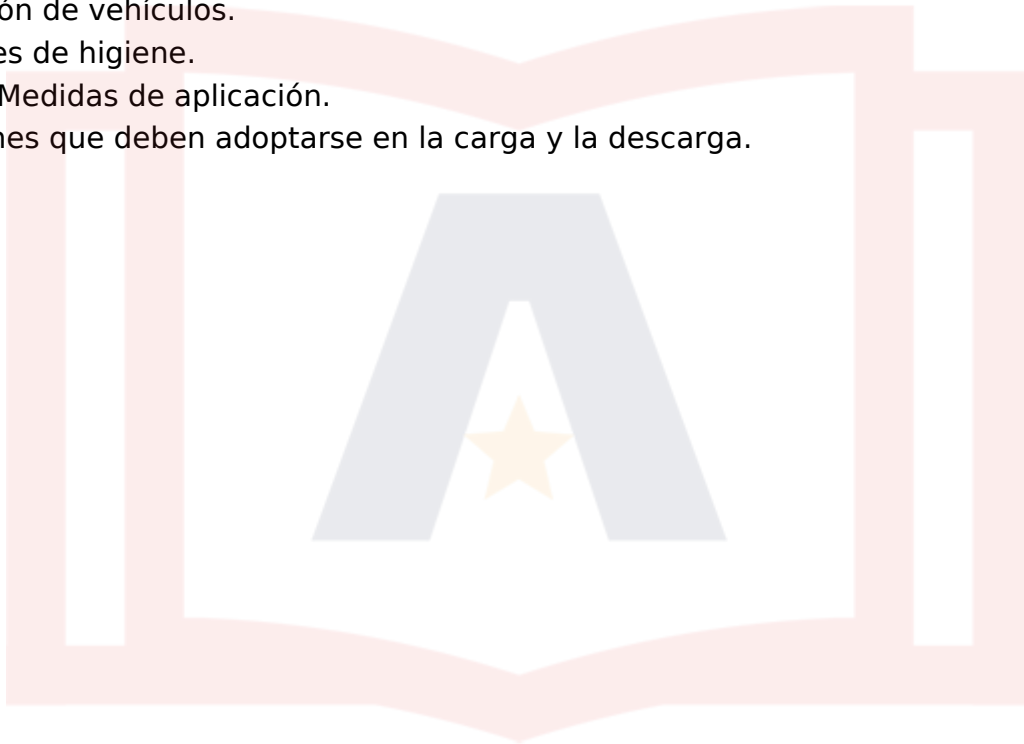 ón de vehículos.
es de higiene.
Medidas de aplicación.
nes que deben adoptarse en la carga y la descarga.